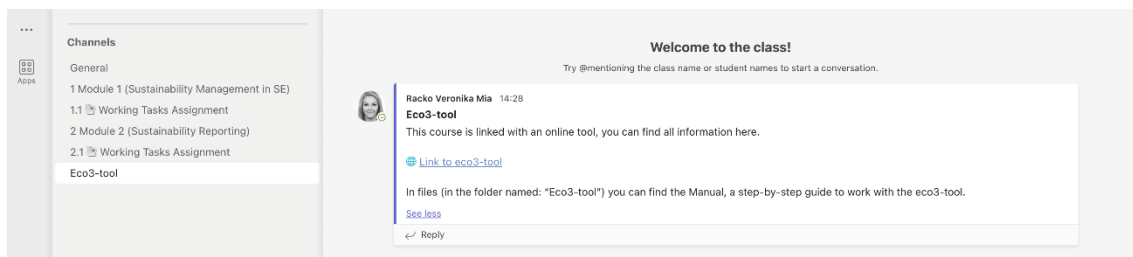 ...
Apps
Channels
General
1 Module 1 (Sustainability Management in SE)
1.1 Working Tasks Assignment
2 Module 2 (Sustainability Reporting)
2.1 Working Tasks Assignment
Eco3-tool
Welcome to the class!
Try @mentioning the class name or student names to start a conversation.
Racko Veronika Mia 14:28
Eco3-tool
This course is linked with an online tool, you can find all information here.
Link to eco3-tool
In files (in the folder named: "Eco3-tool") you can find the Manual, a step-by-step guide to work with the eco3-tool.
See less
Reply